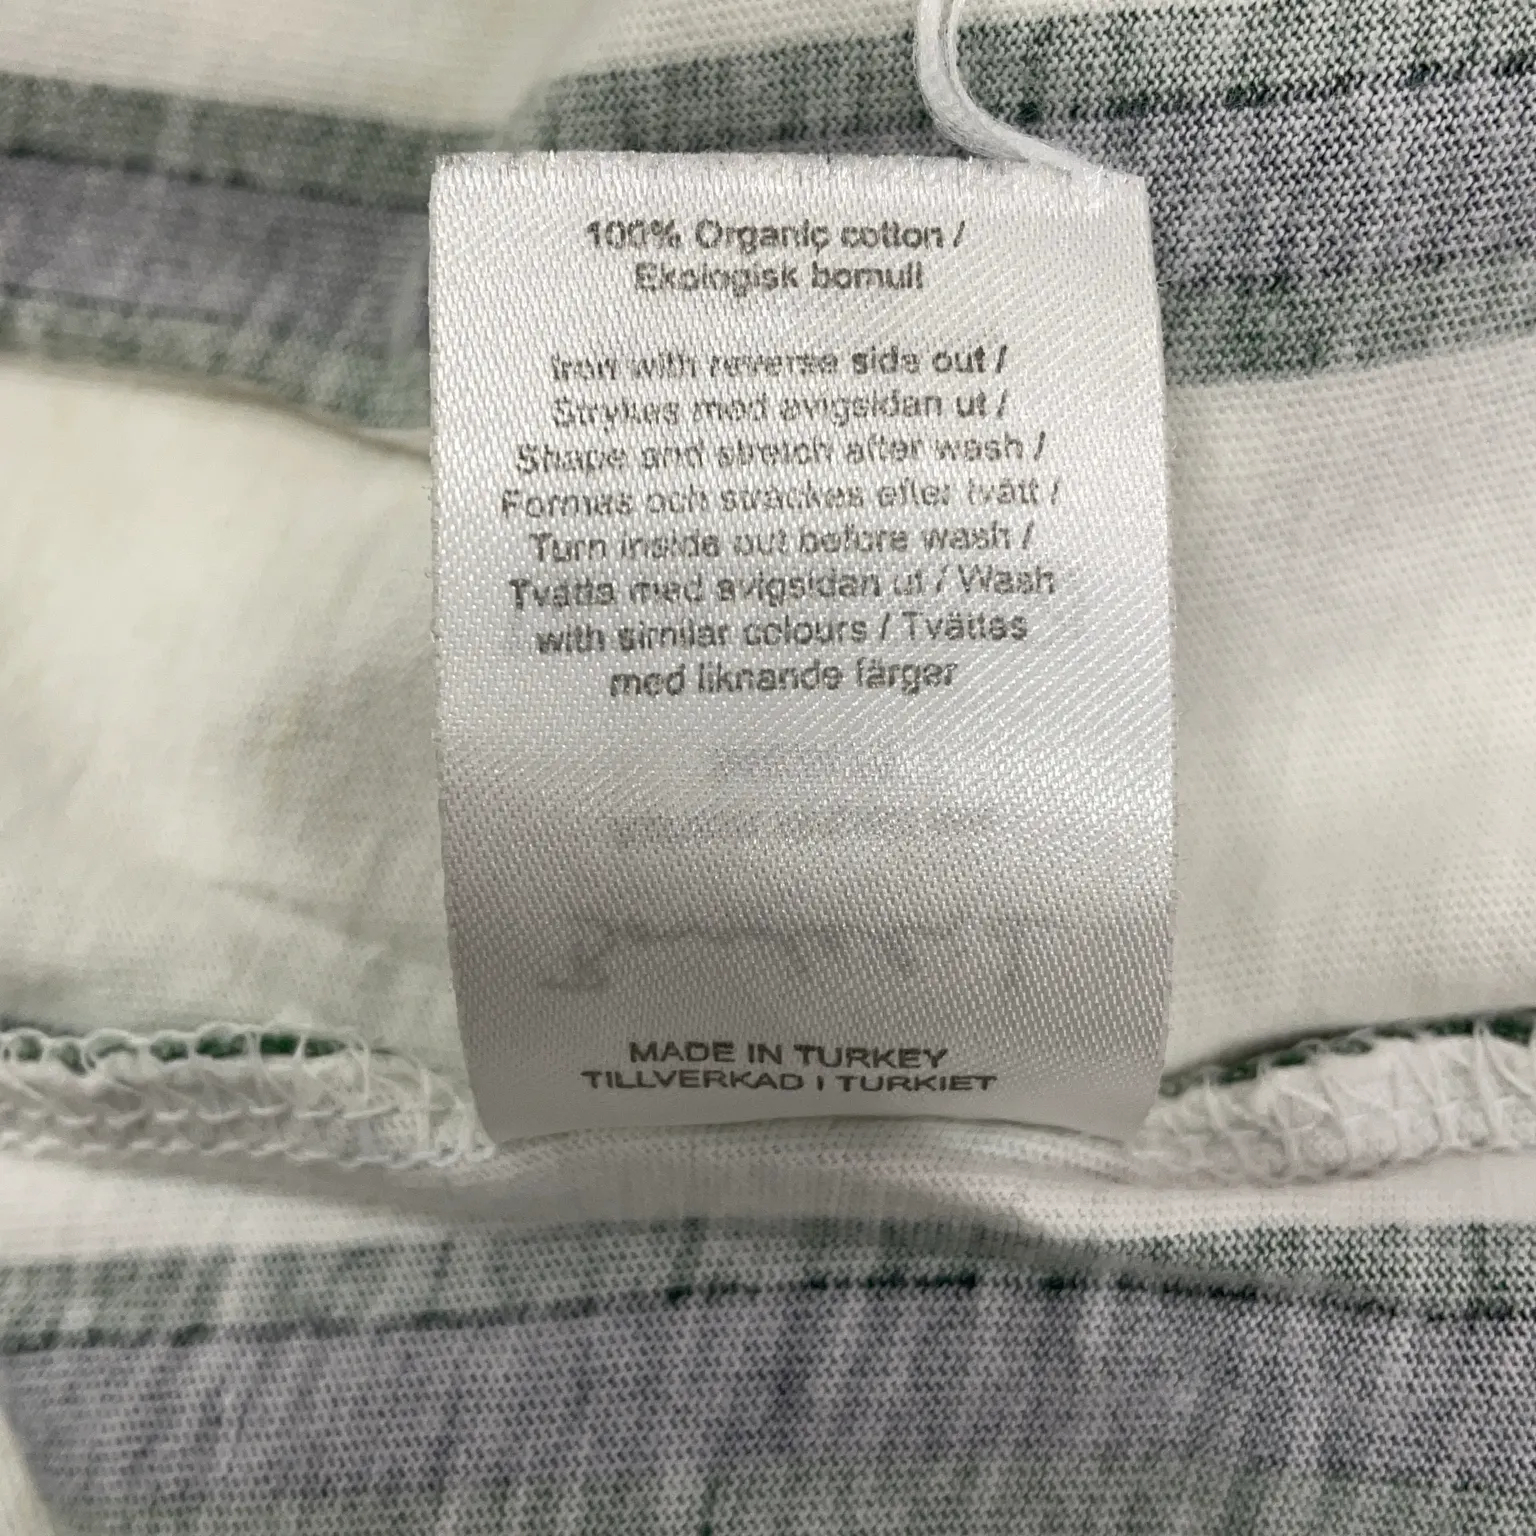 100% Organic cotton /
Ekologisk bomull
Iron with reverse side out /
Strykes med avigsidan ut /
Shape and stretch after wash /
Formas och sträckes efter tvätt /
Turn inside out before wash /
Tvätta med avigsidan ut / Wash
with similar colours / Tvättas
med liknande färger
MADE IN TURKEY
TILLVERKAD I TURKIET